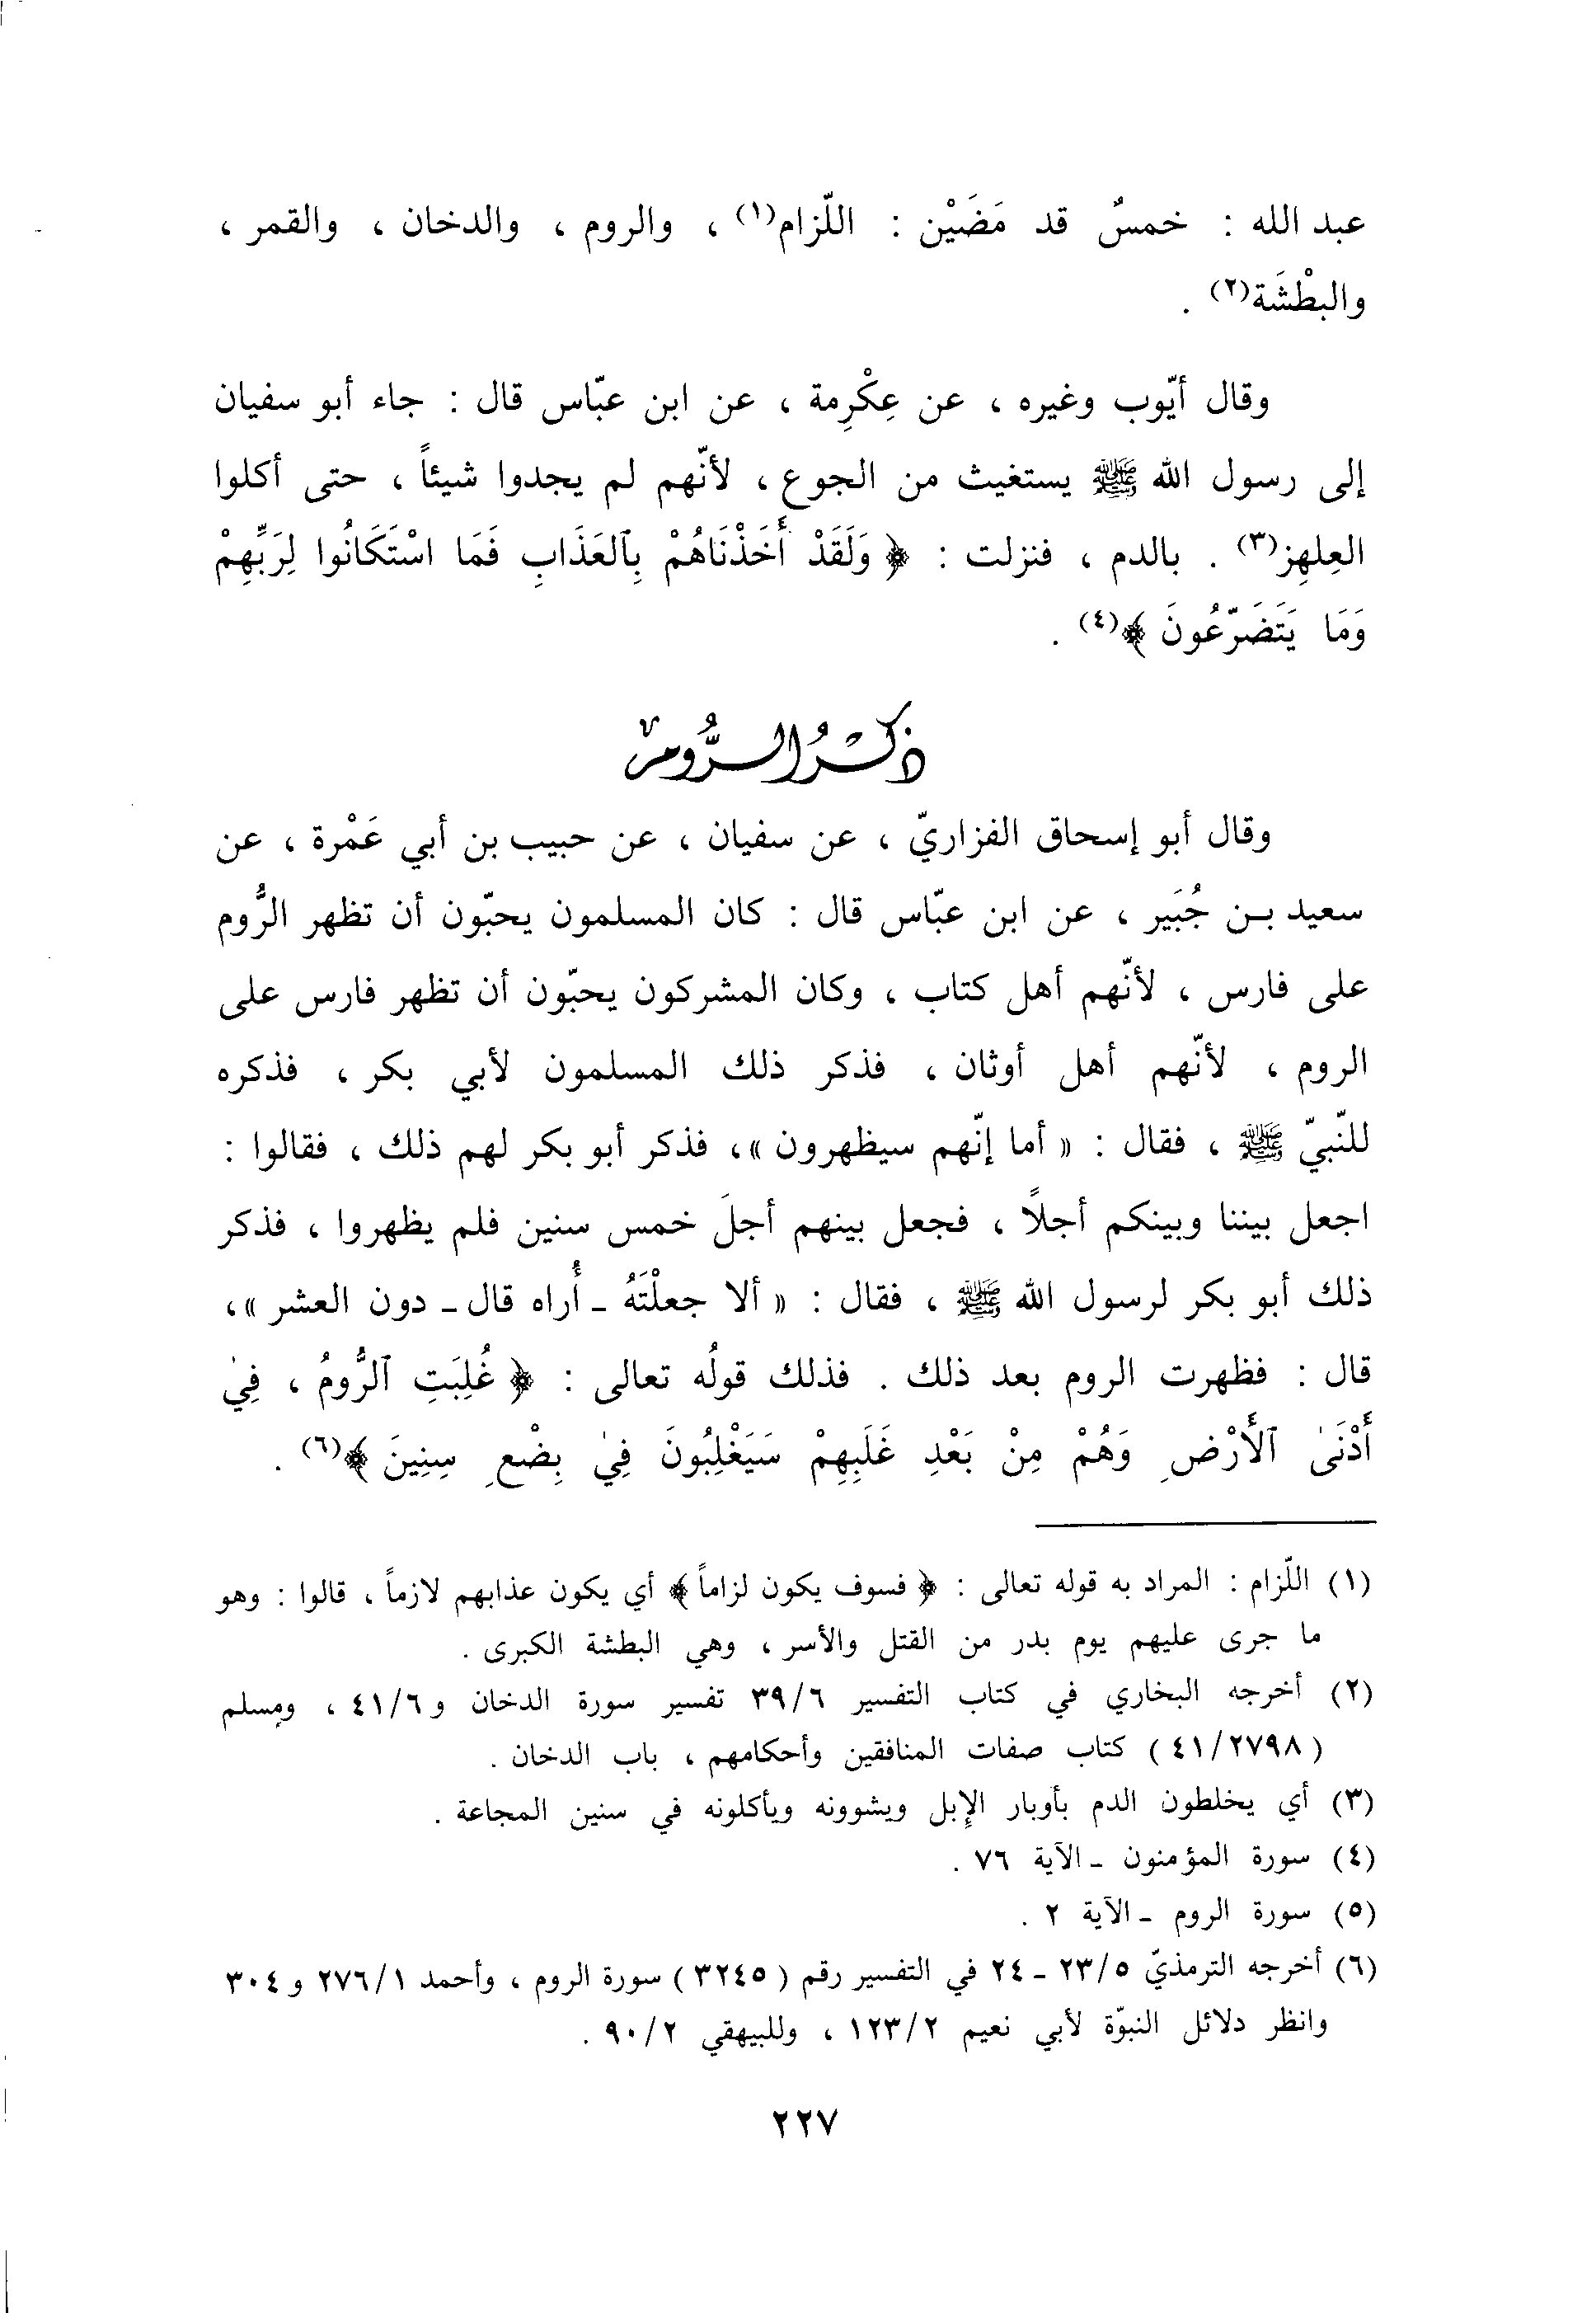 عبد الله : خمسٌ قد مَضَيْن : اللّزام(١) ، والروم ، والدخان ، والقمر ،
والبطْشَة(٢) .
وقال أيّوب وغيره ، عن عِكْرِمة ، عن ابن عبّاس قال : جاء أبو سفيان
إلى رسول الله ﷺ يستغيث من الجوع ، لأنّهم لم يجدوا شيئاً ، حتى أكلوا
العِلهِز(٣) . بالدم ، فنزلت : ﴿ وَلَقَدْ أَخَذْنَاهُمْ بِٱلعَذَابِ فَمَا اسْتَكَانُوا لِرَبِّهِمْ
وَمَا يَتَضَرَّعُونَ ﴾(٤) .
ذكر الرُّوم
وقال أبو إسحاق الفزاريّ ، عن سفيان ، عن حبيب بن أبي عَمْرة ، عن
سعيد بن جُبَير ، عن ابن عبّاس قال : كان المسلمون يحبّون أن تظهر الرُّوم
على فارس ، لأنّهم أهل كتاب ، وكان المشركون يحبّون أن تظهر فارس على
الروم ، لأنّهم أهل أوثان ، فذكر ذلك المسلمون لأبي بكر ، فذكره
للنّبيّ ﷺ ، فقال : « أما إنّهم سيظهرون »، فذكر أبو بكر لهم ذلك ، فقالوا :
اجعل بيننا وبينكم أجلاً ، فجعل بينهم أجلَ خمس سنين فلم يظهروا ، فذكر
ذلك أبو بكر لرسول الله ﷺ ، فقال : « ألا جعلْتَهُ ـ أُراه قال ـ دون العشر »،
قال : فظهرت الروم بعد ذلك . فذلك قولُه تعالى : ﴿ غُلِبَتِ ٱلرُّومُ ، فِيٰ
أَدْنَىٰ ٱلأَرْضِ وَهُمْ مِنْ بَعْدِ غَلَبِهِمْ سَيَغْلِبُونَ فِيٰ بِضْعِ سِنِينَ ﴾(٦) .
(١) اللّزام : المراد به قوله تعالى : ﴿ فسوف يكون لزاماً ﴾ أي يكون عذابهم لازماً ، قالوا : وهو
ما جرى عليهم يوم بدر من القتل والأسر ، وهي البطشة الكبرى .
(٢) أخرجه البخاري في كتاب التفسير ٣٩/٦ تفسير سورة الدخان و ٤١/٦ ، ومسلم
( ٤١/٢٧٩٨ ) كتاب صفات المنافقين وأحكامهم ، باب الدخان .
(٣) أي يخلطون الدم بأوبار الإبل ويشوونه ويأكلونه في سنين المجاعة .
(٤) سورة المؤمنون ـ الآية ٧٦ .
(٥) سورة الروم ـ الآية ٢ .
(٦) أخرجه الترمذيّ ٢٣/٥ ـ ٢٤ في التفسير رقم ( ٣٢٤٥ ) سورة الروم ، وأحمد ٢٧٦/١ و ٣٠٤
وانظر دلائل النبوّة لأبي نعيم ١٢٣/٢ ، وللبيهقي ٩٠/٢ .
٢٢٧